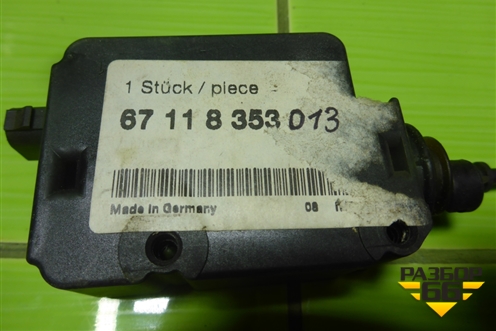 1 Stück / piece
67 11 8 353 013
Made in Germany 08
РАЗБОР
66